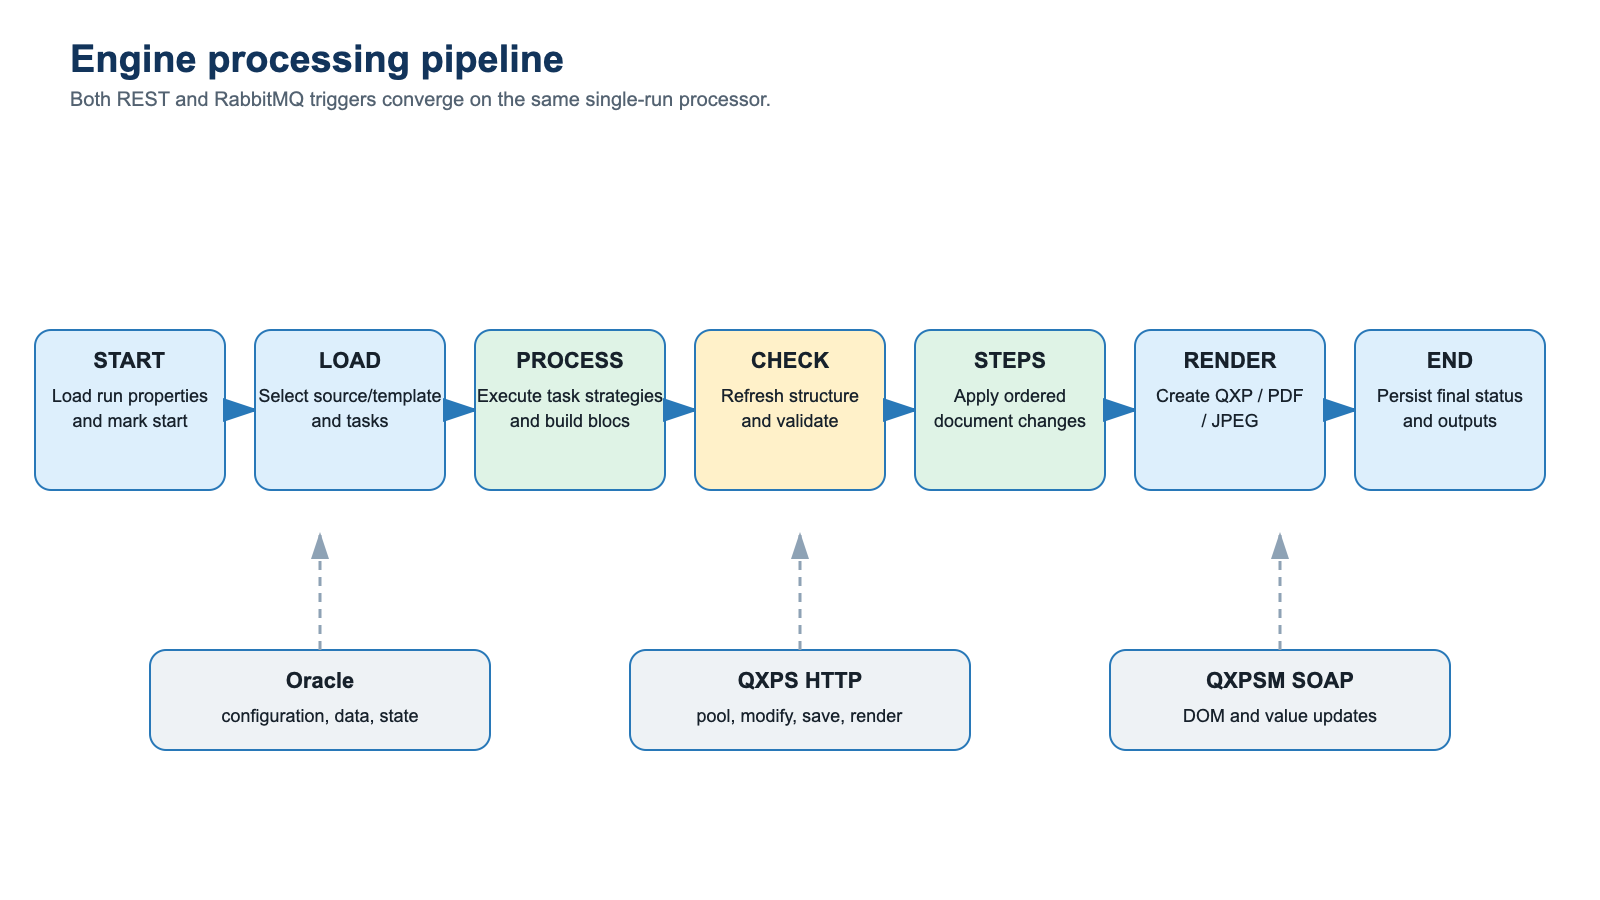 Engine processing pipeline
Both REST and RabbitMQ triggers converge on the same single-run processor.
START
Load run properties
and mark start
LOAD
Select source/template
and tasks
PROCESS
Execute task strategies
and build blocs
CHECK
Refresh structure
and validate
STEPS
Apply ordered
document changes
RENDER
Create QXP / PDF
/ JPEG
END
Persist final status
and outputs
Oracle
configuration, data, state
QXPS HTTP
pool, modify, save, render
QXPSM SOAP
DOM and value updates